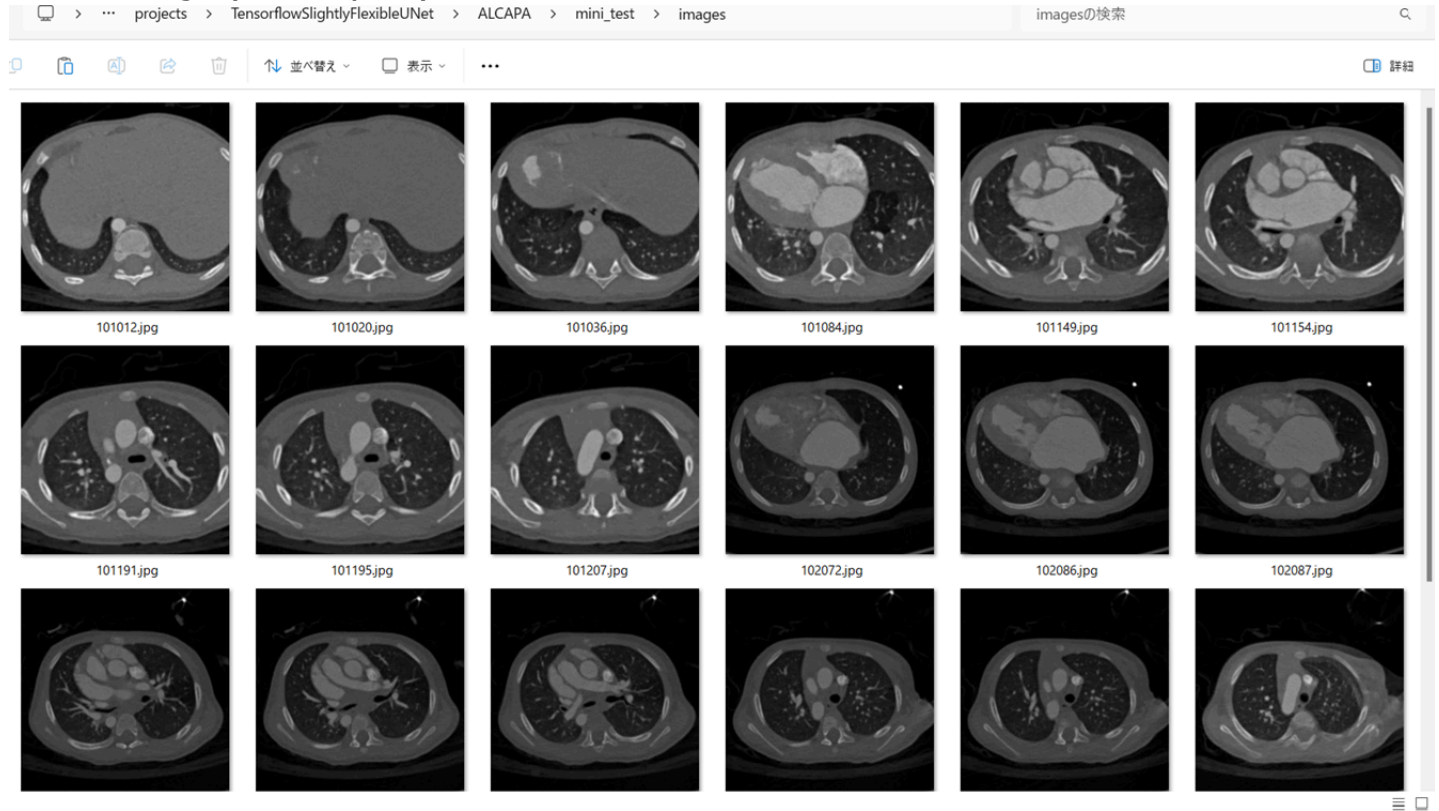 … projects > TensorflowSlightlyFlexibleUNet > ALCAPA > mini_test > images
imagesの検索
並べ替え
表示
詳細
101012.jpg
101020.jpg
101036.jpg
101084.jpg
101149.jpg
101154.jpg
101191.jpg
101195.jpg
101207.jpg
102072.jpg
102086.jpg
102087.jpg